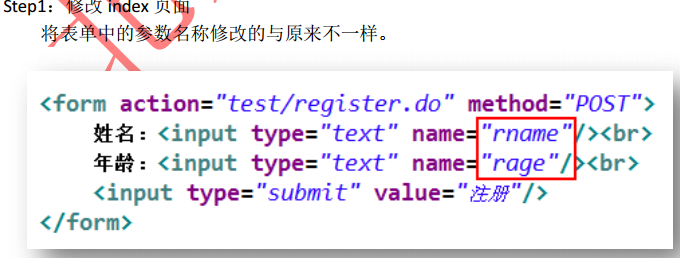 Step1：修改 index 页面
将表单中的参数名称修改的与原来不一样。
<form action="test/register.do" method="POST">
姓名：<input type="text" name="rname"/><br>
年龄：<input type="text" name="rage"/><br>
<input type="submit" value="注册"/>
</form>